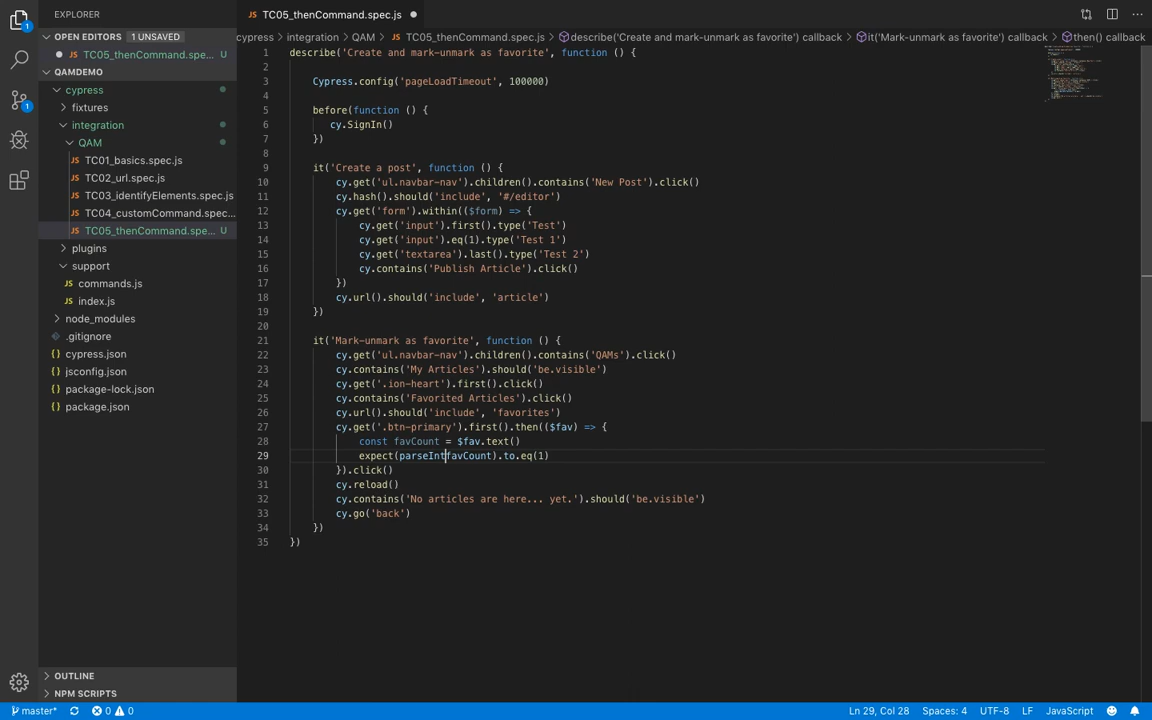 EXPLORER
OPEN EDITORS 1 UNSAVED
TC05_thenCommand.spe... U
QAMDEMO
cypress
fixtures
integration
QAM
TC01_basics.spec.js
TC02_url.spec.js
TC03_identifyElements.spec.js
TC04_customCommand.spec...
TC05_thenCommand.spe... U
plugins
support
commands.js
index.js
node_modules
.gitignore
cypress.json
jsconfig.json
package-lock.json
package.json
OUTLINE
NPM SCRIPTS
TC05_thenCommand.spec.js
cypress > integration > QAM > JS TC05_thenCommand.spec.js > describe('Create and mark-unmark as favorite') callback > it('Mark-unmark as favorite') callback > then() callback
1 describe('Create and mark-unmark as favorite', function () {
2
3 Cypress.config('pageLoadTimeout', 100000)
4
5 before(function () {
6 cy.SignIn()
7 })
8
9 it('Create a post', function () {
10 cy.get('ul.navbar-nav').children().contains('New Post').click()
11 cy.hash().should('include', '#/editor')
12 cy.get('form').within(($form) => {
13 cy.get('input').first().type('Test')
14 cy.get('input').eq(1).type('Test 1')
15 cy.get('textarea').last().type('Test 2')
16 cy.contains('Publish Article').click()
17 })
18 cy.url().should('include', 'article')
19 })
20
21 it('Mark-unmark as favorite', function () {
22 cy.get('ul.navbar-nav').children().contains('QAMs').click()
23 cy.contains('My Articles').should('be.visible')
24 cy.get('.ion-heart').first().click()
25 cy.contains('Favorited Articles').click()
26 cy.url().should('include', 'favorites')
27 cy.get('.btn-primary').first().then(($fav) => {
28 const favCount = $fav.text()
29 expect(parseIntfavCount).to.eq(1)
30 }).click()
31 cy.reload()
32 cy.contains('No articles are here... yet.').should('be.visible')
33 cy.go('back')
34 })
35 })
master* 0 0 Ln 29, Col 28 Spaces: 4 UTF-8 LF JavaScript